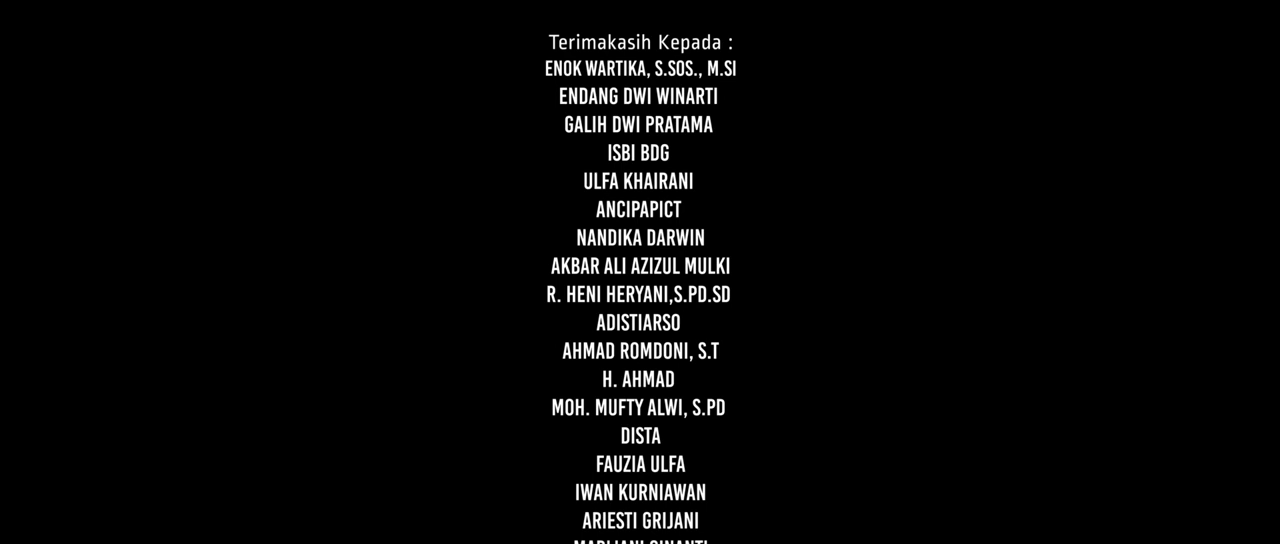 Terimakasih Kepada :
ENOK WARTIKA, S.SOS., M.SI
ENDANG DWI WINARTI
GALIH DWI PRATAMA
ISBI BDG
ULFA KHAIRANI
ANCIPAPICT
NANDIKA DARWIN
AKBAR ALI AZIZUL MULKI
R. HENI HERYANI,S.PD.SD
ADISTIARSO
AHMAD ROMDONI, S.T
H. AHMAD
MOH. MUFTY ALWI, S.PD
DISTA
FAUZIA ULFA
IWAN KURNIAWAN
ARIESTI GRIJANI